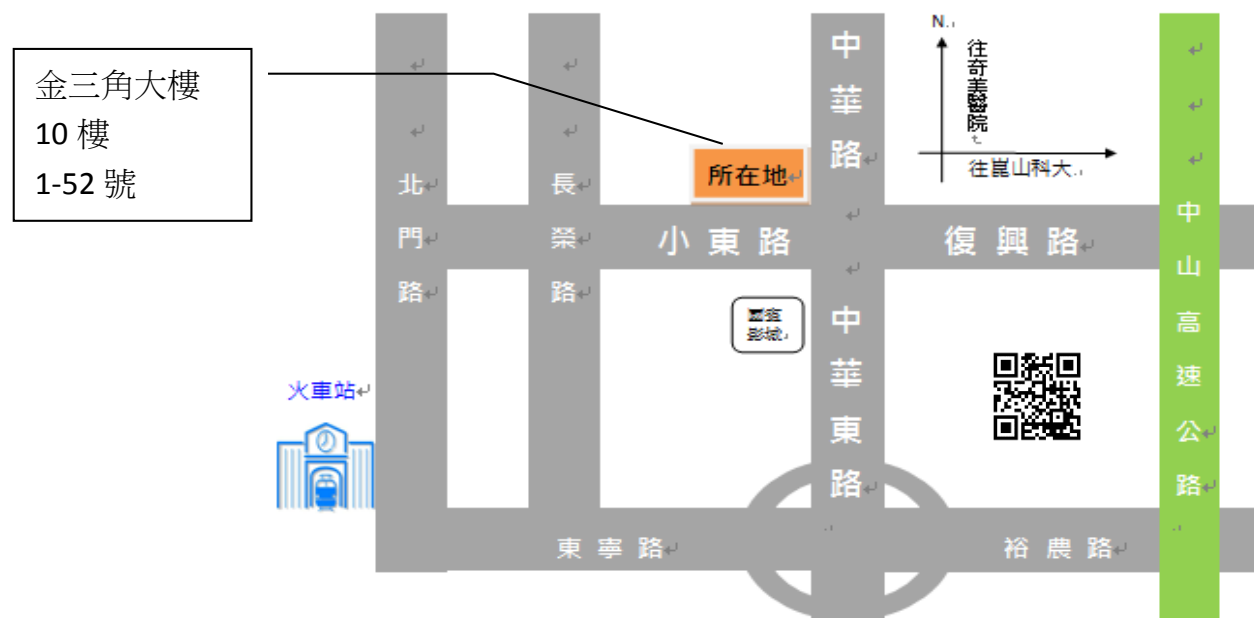 金三角大樓
10 樓
1-52 號
北門路
長榮路
所在地
中華路
N
往奇美醫院
往崑山科大
小東路
復興路
中山高速公路
影城
中華東路
火車站
東寧路
裕農路